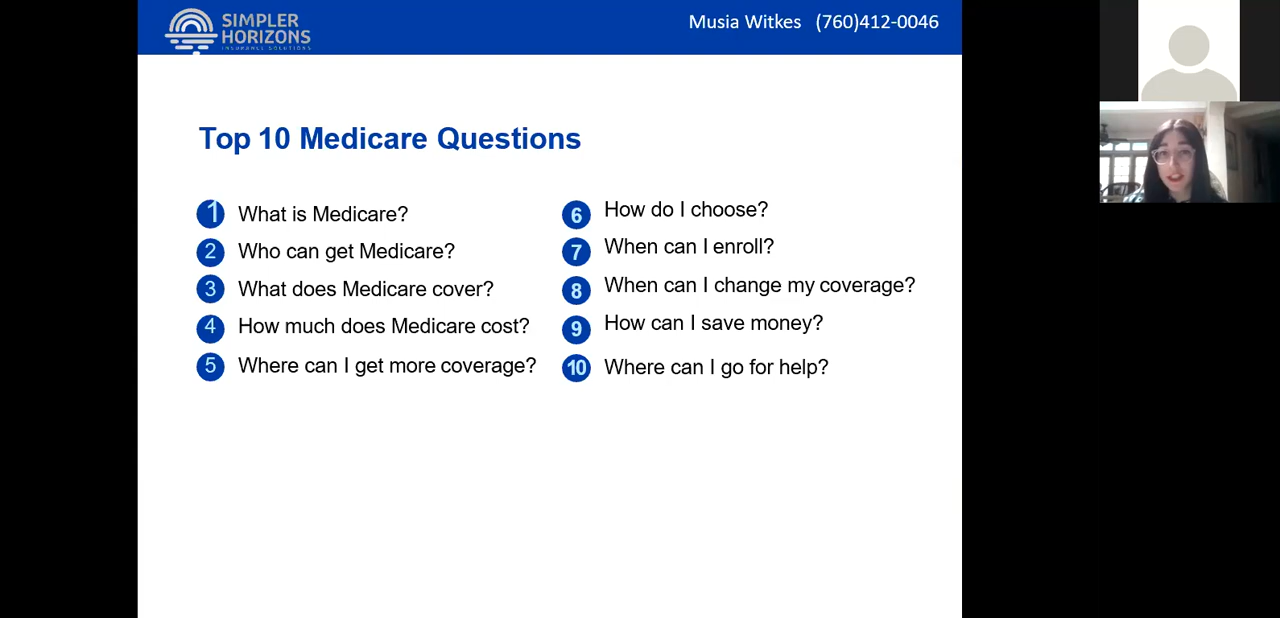 SIMPLER
HORIZONS
INSURANCE SOLUTIONS
Musia Witkes (760)412-0046
Top 10 Medicare Questions
1 What is Medicare?
2 Who can get Medicare?
3 What does Medicare cover?
4 How much does Medicare cost?
5 Where can I get more coverage?
6 How do I choose?
7 When can I enroll?
8 When can I change my coverage?
9 How can I save money?
10 Where can I go for help?